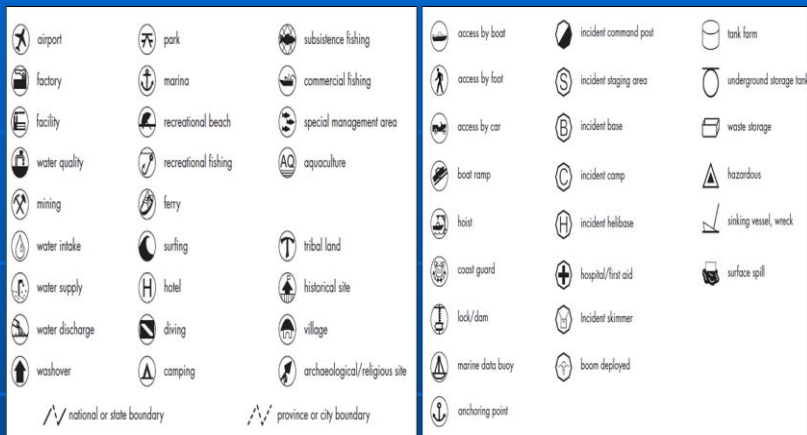 airport
factory
facility
water quality
mining
water intake
water supply
water discharge
washover
park
marina
recreational beach
recreational fishing
ferry
surfing
H hotel
diving
camping
subsistence fishing
commercial fishing
special management area
AQ aquaculture
tribal land
historical site
village
archaeological/religious site
national or state boundary
province or city boundary
access by boat
access by foot
access by car
boat ramp
hoist
coast guard
lock/dam
marine data buoy
anchoring point
incident command post
S incident staging area
B incident base
C incident camp
H incident helibase
hospital/first aid
Incident skimmer
boom deployed
tank farm
underground storage tank
waste storage
hazardous
sinking vessel, wreck
surface spill